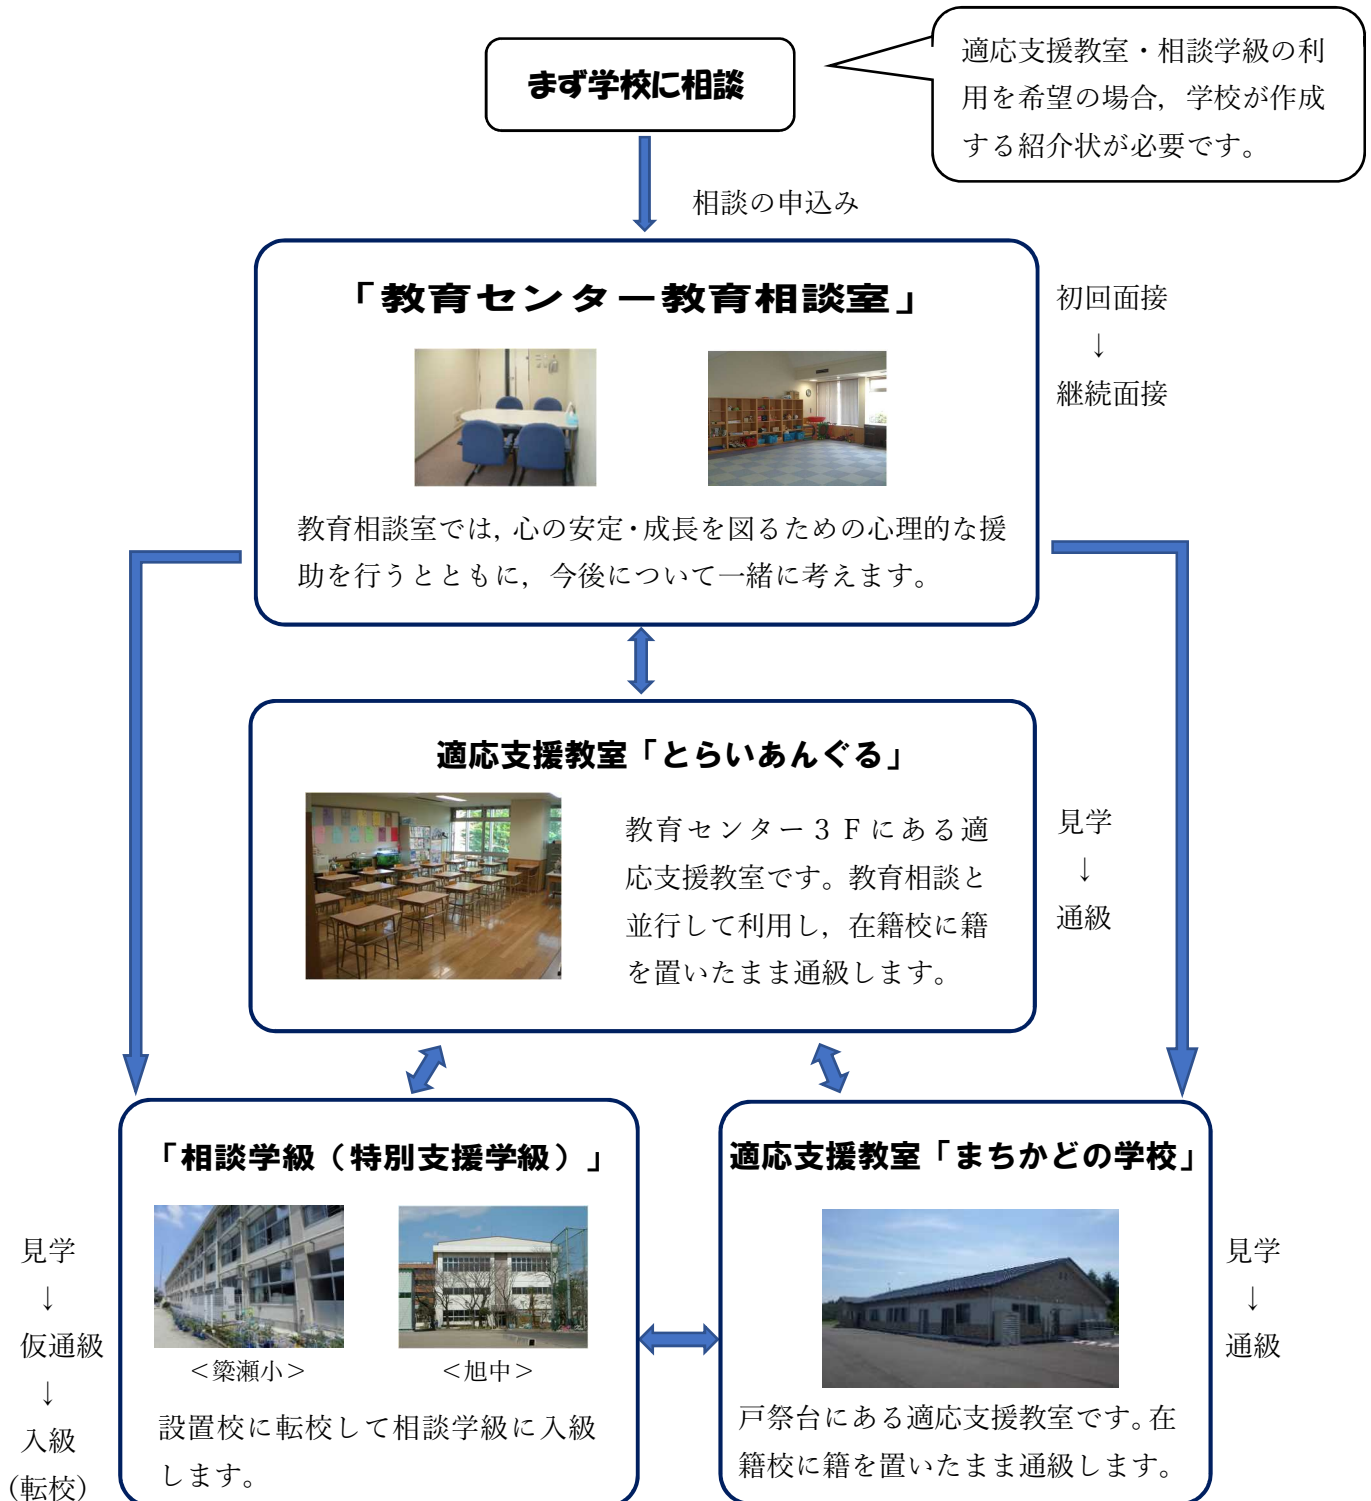 まず学校に相談
適応支援教室・相談学級の利
用を希望の場合，学校が作成
する紹介状が必要です。
相談の申込み
「教育センター教育相談室」
初回面接
↓
継続面接
教育相談室では，心の安定・成長を図るための心理的な援
助を行うとともに，今後について一緒に考えます。
適応支援教室「とらいあんぐる」
教育センター３Ｆにある適
応支援教室です。教育相談と
並行して利用し，在籍校に籍
を置いたまま通級します。
見学
↓
通級
「相談学級（特別支援学級）」
＜簗瀬小＞
＜旭中＞
設置校に転校して相談学級に入級
します。
見学
↓
仮通級
↓
入級
（転校）
適応支援教室「まちかどの学校」
戸祭台にある適応支援教室です。在
籍校に籍を置いたまま通級します。
見学
↓
通級